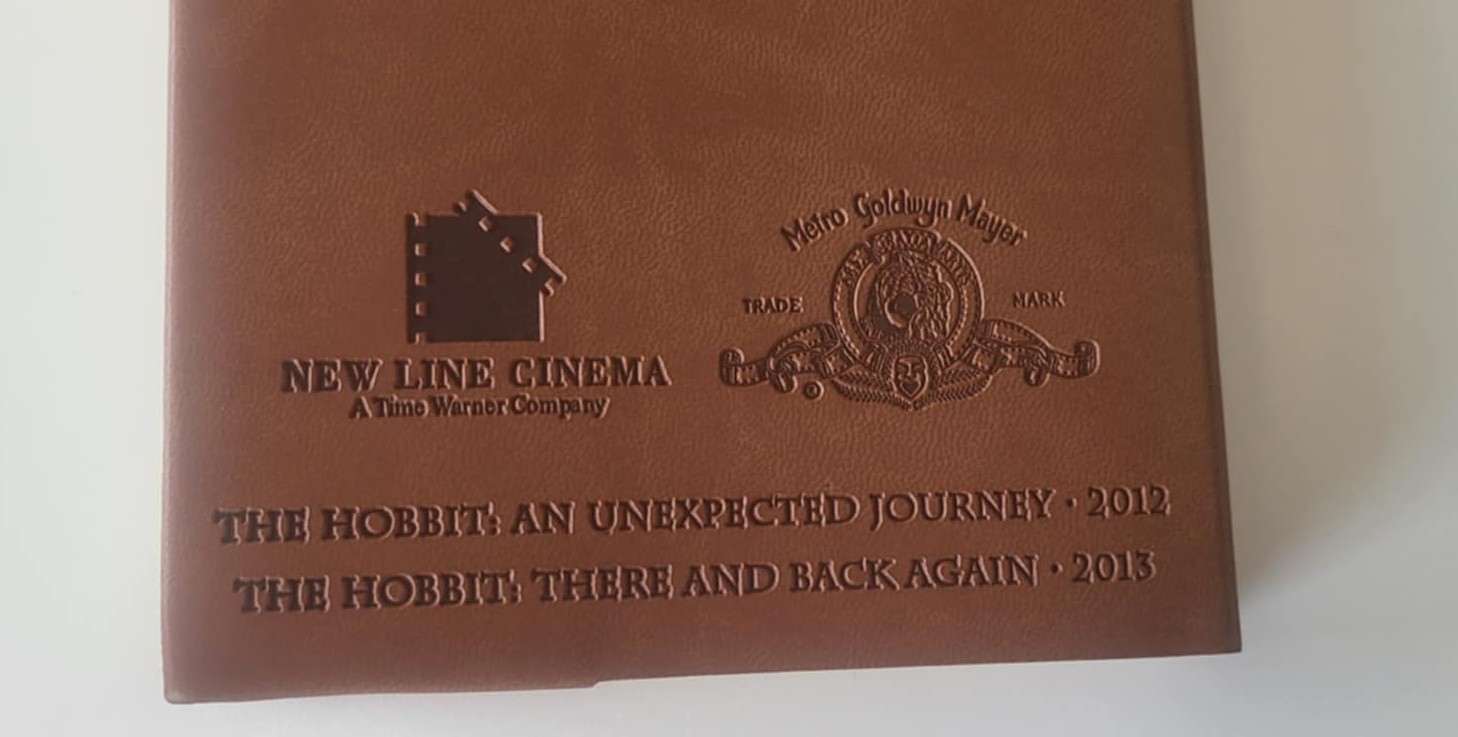 Metro Goldwyn Mayer
TRADE MARK
©
NEW LINE CINEMA
A Time Warner Company
THE HOBBIT: AN UNEXPECTED JOURNEY · 2012
THE HOBBIT: THERE AND BACK AGAIN · 2013